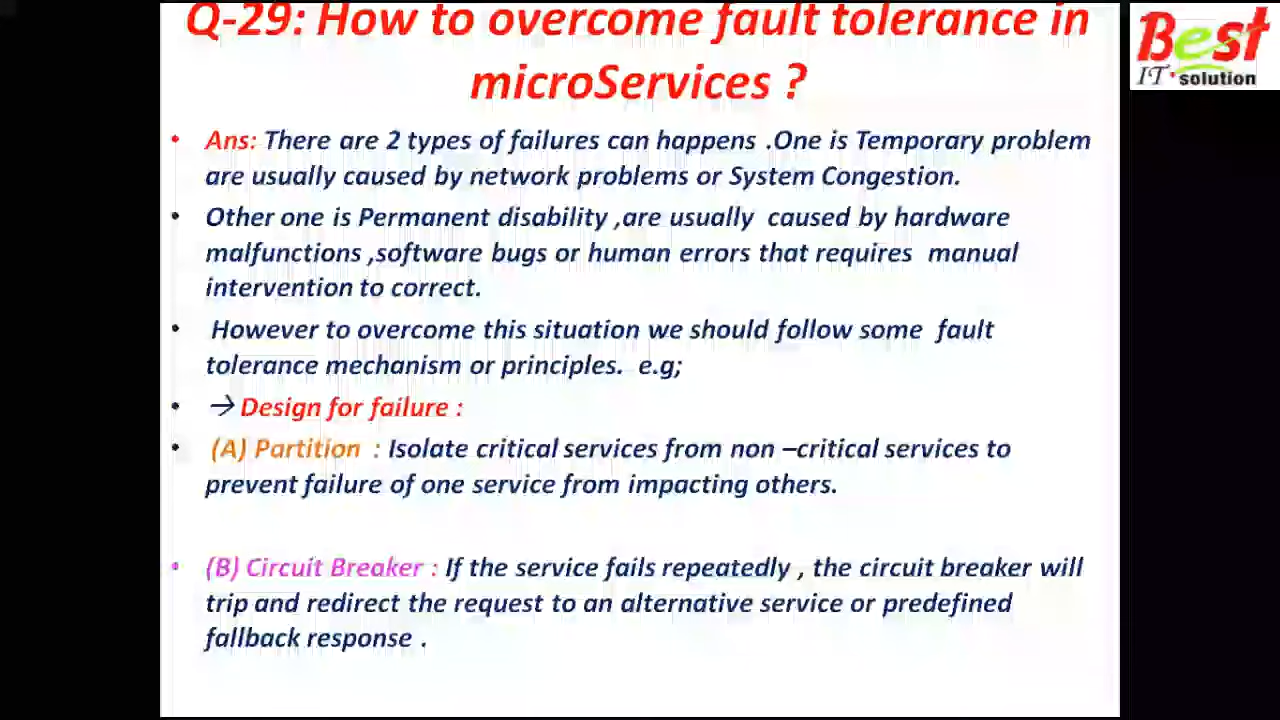 Q-29: How to overcome fault tolerance in
microServices ?
Best
IT solution
• Ans: There are 2 types of failures can happens .One is Temporary problem
are usually caused by network problems or System Congestion.
• Other one is Permanent disability ,are usually caused by hardware
malfunctions ,software bugs or human errors that requires manual
intervention to correct.
• However to overcome this situation we should follow some fault
tolerance mechanism or principles. e.g;
• → Design for failure :
• (A) Partition : Isolate critical services from non –critical services to
prevent failure of one service from impacting others.
• (B) Circuit Breaker : If the service fails repeatedly , the circuit breaker will
trip and redirect the request to an alternative service or predefined
fallback response .